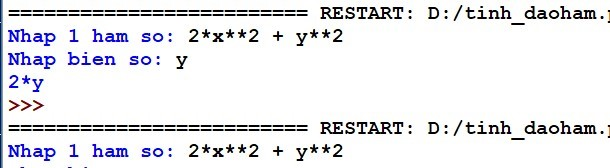 ========================= RESTART: D:/tinh_daoham.
Nhap 1 ham so: 2*x**2 + y**2
Nhap bien so: y
2*y
>>>
========================= RESTART: D:/tinh_daoham.
Nhap 1 ham so: 2*x**2 + y**2